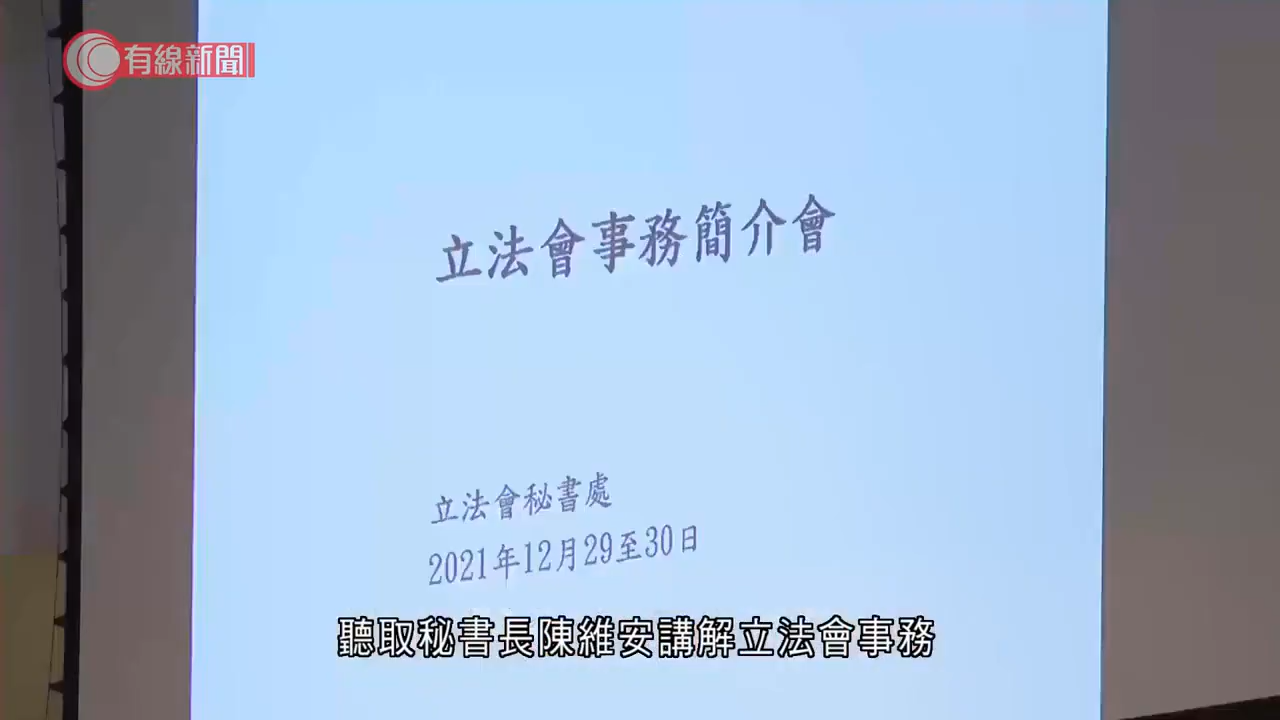 有線新聞
立法會事務簡介會
立法會秘書處
2021年12月29至30日
聽取秘書長陳維安講解立法會事務